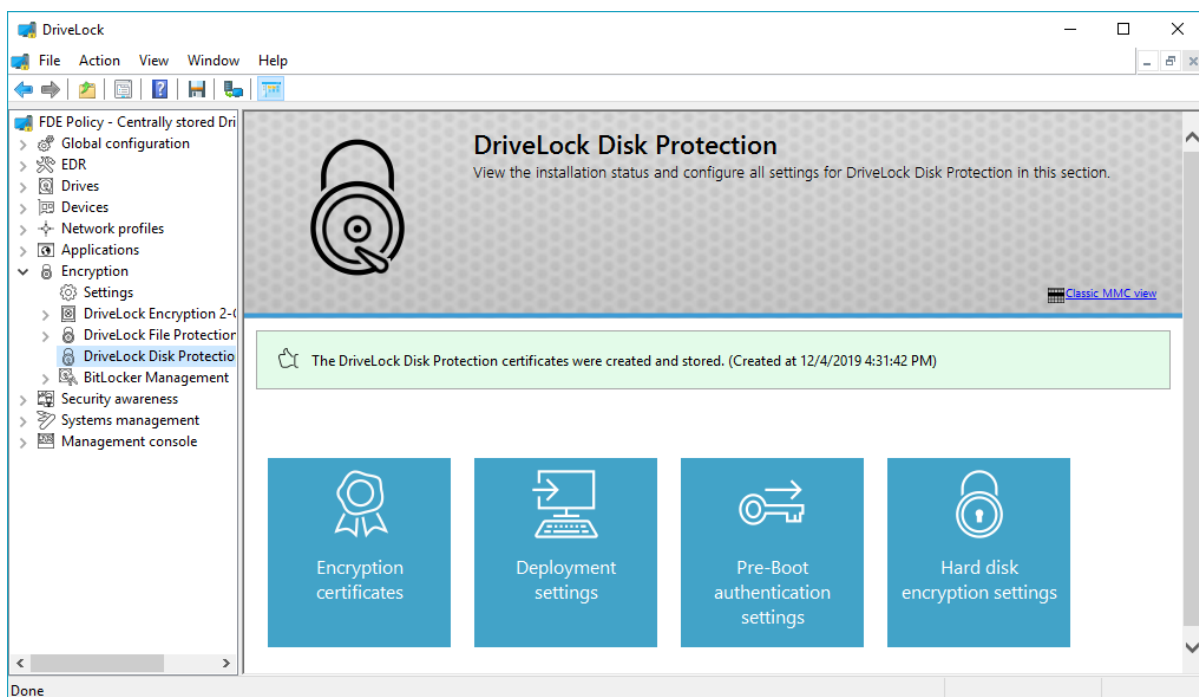 DriveLock
File Action View Window Help
FDE Policy - Centrally stored Dri
Global configuration
EDR
Drives
Devices
Network profiles
Applications
Encryption
Settings
DriveLock Encryption 2-(
DriveLock File Protection
DriveLock Disk Protectio
BitLocker Management
Security awareness
Systems management
Management console
DriveLock Disk Protection
View the installation status and configure all settings for DriveLock Disk Protection in this section.
Classic MMC view
The DriveLock Disk Protection certificates were created and stored. (Created at 12/4/2019 4:31:42 PM)
Encryption
certificates
Deployment
settings
Pre-Boot
authentication
settings
Hard disk
encryption settings
Done